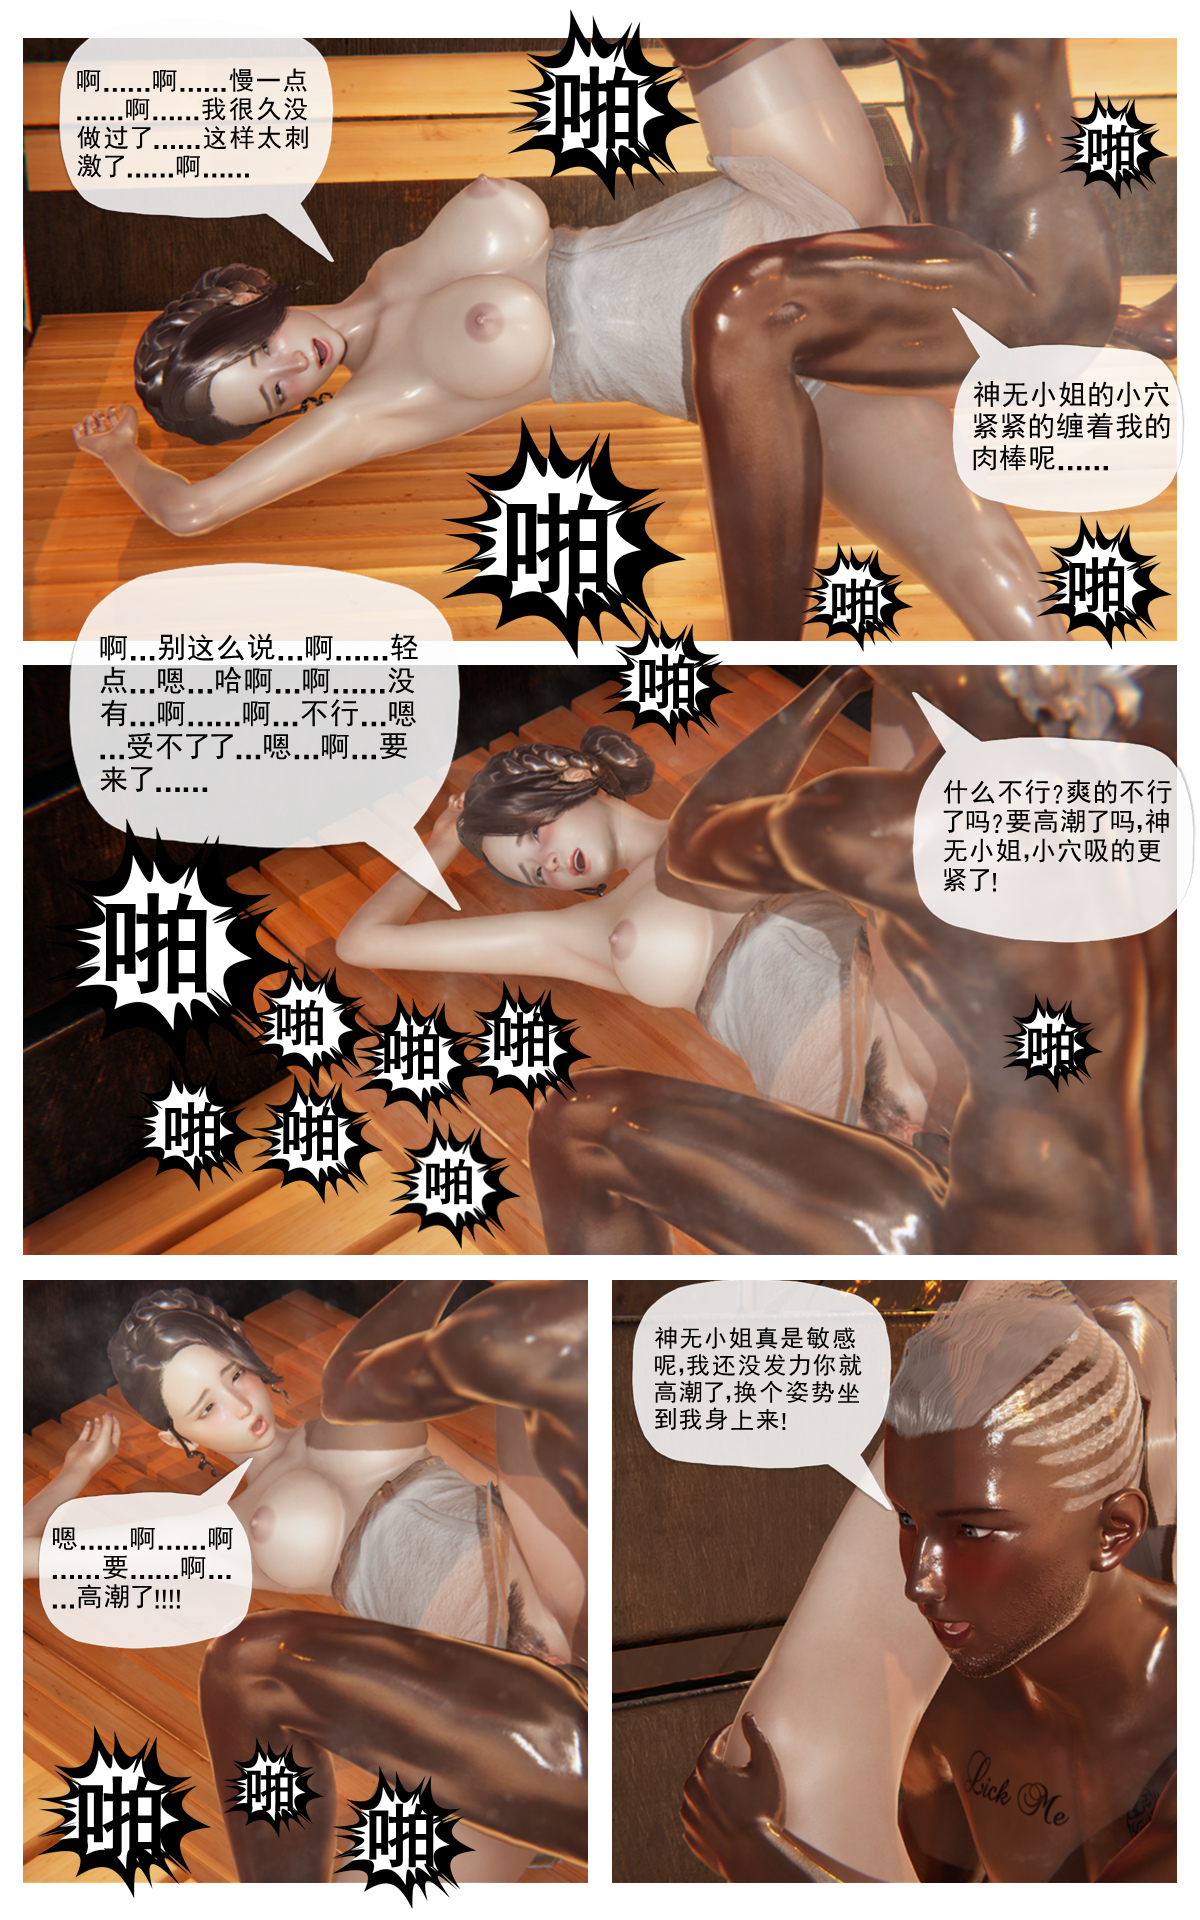 啪
啊……啊……慢一点
……啊……我很久没
做过了……这样太刺
激了……啊……
啪
神无小姐的小穴
紧紧的缠着我的
肉棒呢……
啪
啪
啪
啊…别这么说…啊……轻
点…嗯…哈啊…啊……没
有…啊……啊…不行…嗯
…受不了了…嗯…啊…要
来了……
啪
什么不行?爽的不行
了吗?要高潮了吗,神
无小姐,小穴吸的更
紧了!
啪
啪
啪
啪
啪
啪
啪
啪
嗯……啊……啊
……要……啊…
…高潮了!!!!
啪
啪
啪
神无小姐真是敏感
呢,我还没发力你就
高潮了,换个姿势坐
到我身上来!
Lick Me